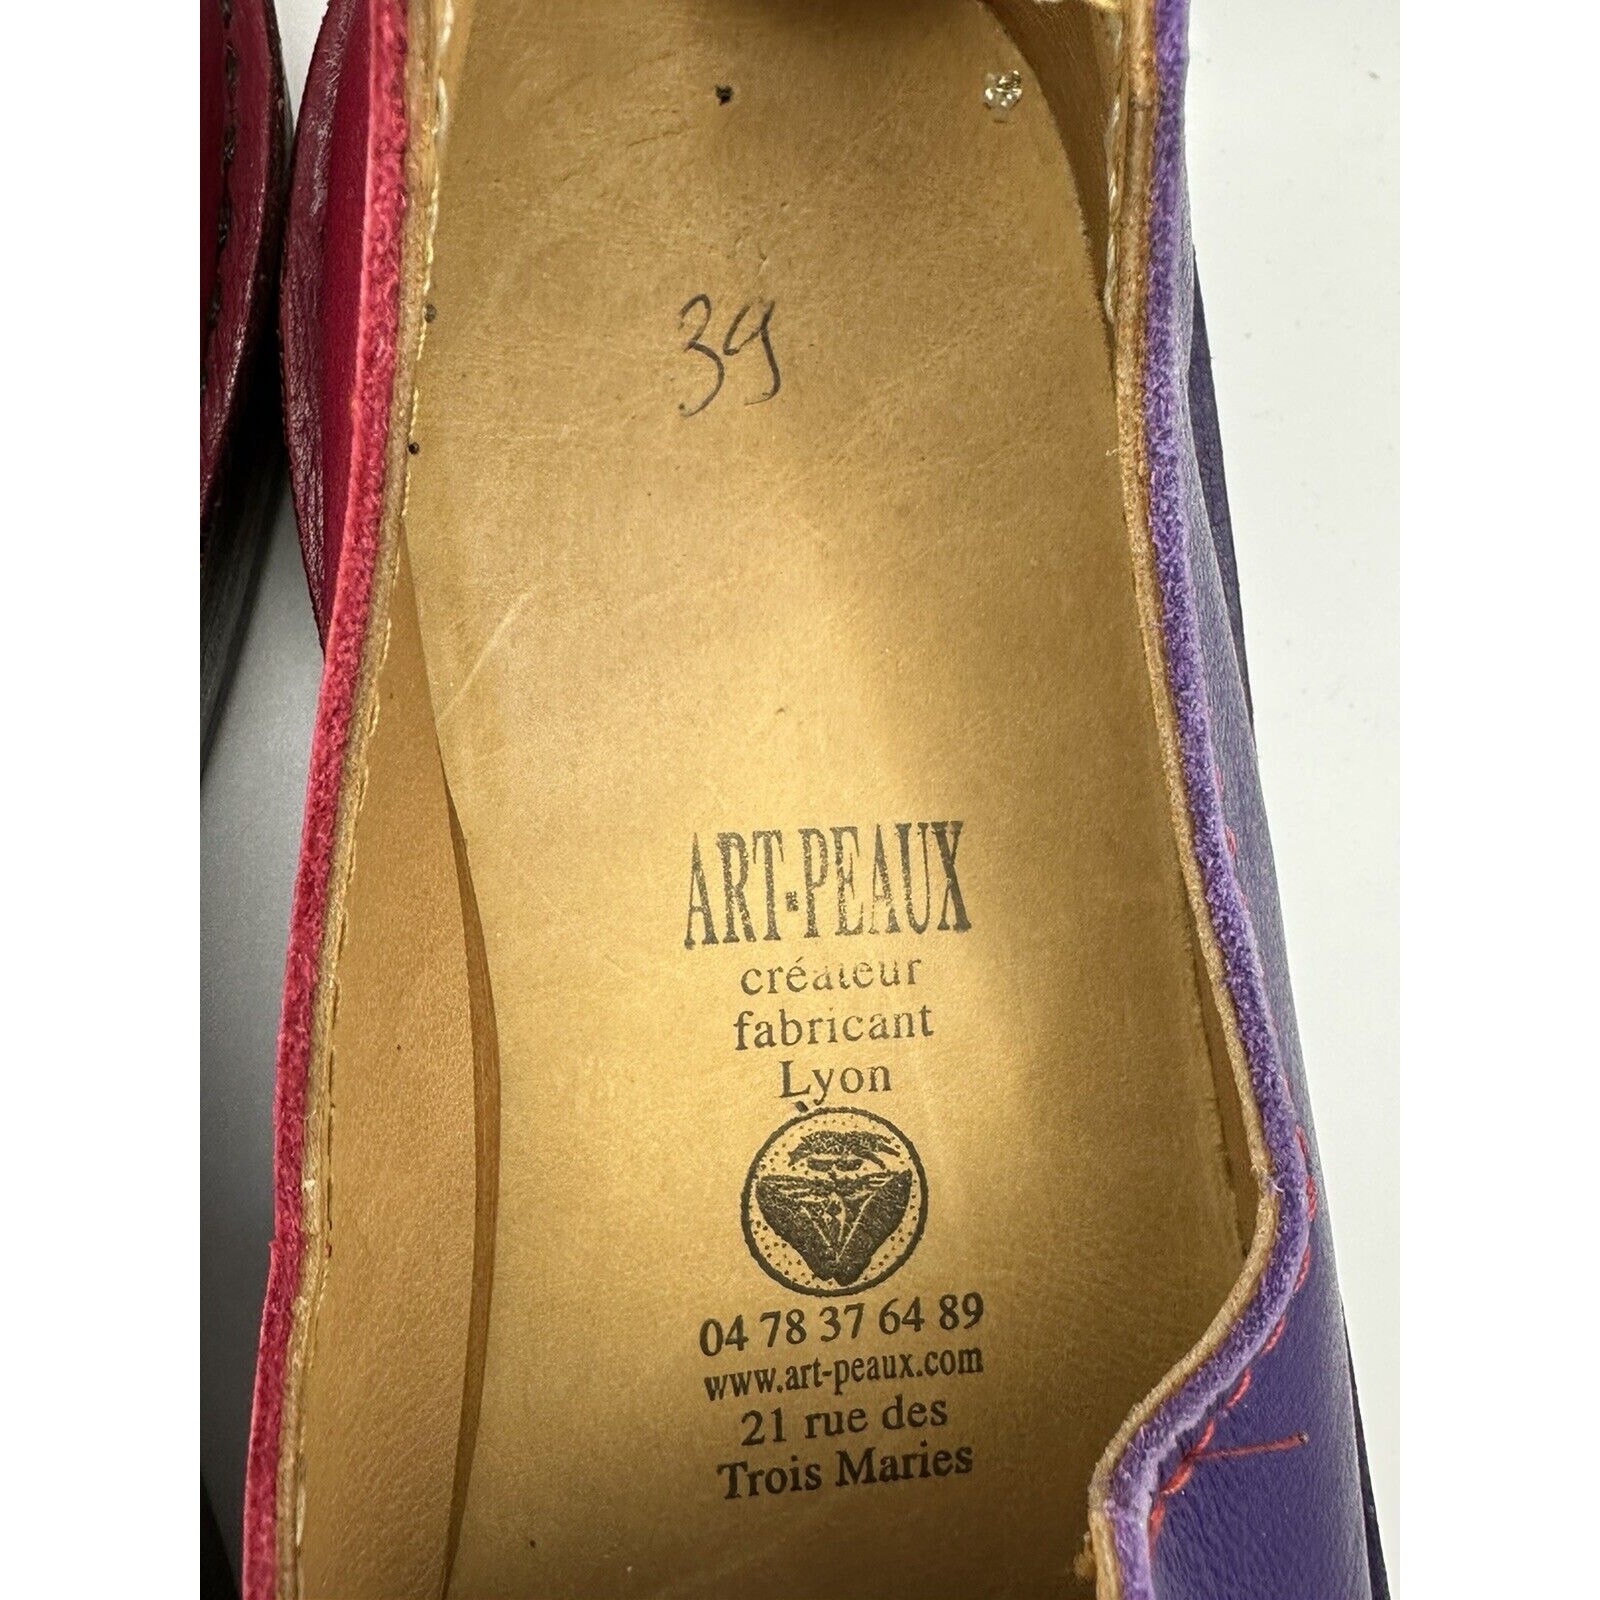 39
ART-PEAUX
créateur
fabricant
Lyon
04 78 37 64 89
www.art-peaux.com
21 rue des
Trois Maries